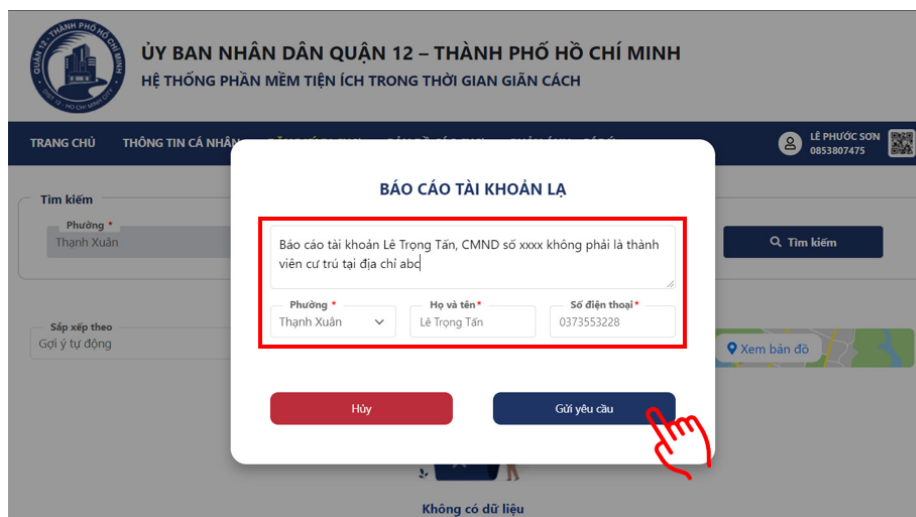 ỦY BAN NHÂN DÂN QUẬN 12 – THÀNH PHỐ HỒ CHÍ MINH
HỆ THỐNG PHẦN MỀM TIỆN ÍCH TRONG THỜI GIAN GIÃN CÁCH
TRANG CHỦ THÔNG TIN CÁ NHÂN
LÊ PHƯỚC SƠN
0853807475
BÁO CÁO TÀI KHOẢN LẠ
Tìm kiếm
Phường *
Thạnh Xuân
Tìm kiếm
Báo cáo tài khoản Lê Trọng Tấn, CMND số xxxx không phải là thành
viên cư trú tại địa chỉ abc
Phường * Họ và tên * Số điện thoại *
Thạnh Xuân Lê Trọng Tấn 0373553228
Sắp xếp theo
Gợi ý tự động
Xem bản đồ
Hủy Gửi yêu cầu
Không có dữ liệu